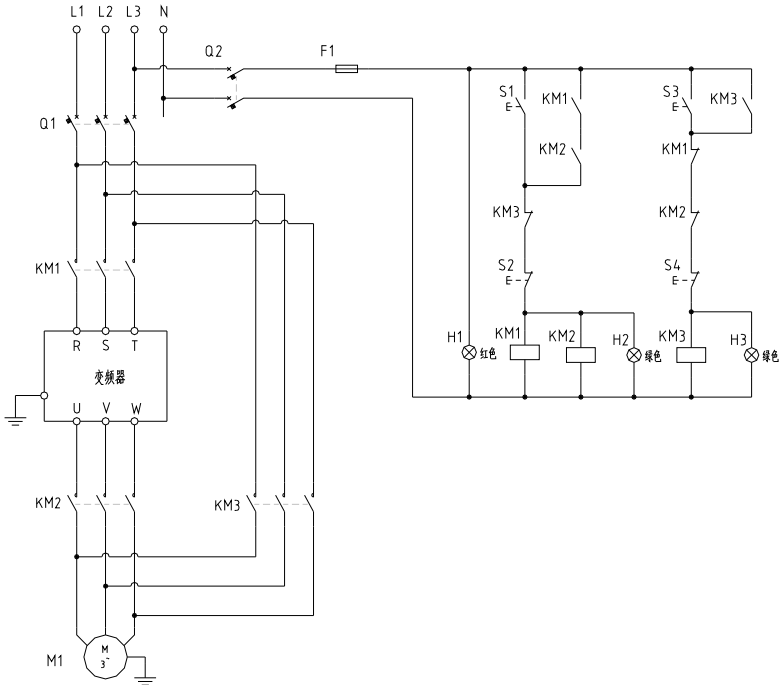 L1 L2 L3 N
Q2 F1
Q1
S1 KM1 S3 KM3
KM2 KM1
KM3 KM2
KM1 S2 S4
R S T
变频器
U V W
H1 红色 KM1 KM2 H2 绿色 KM3 H3 绿色
KM2 KM3
M1 M
3~